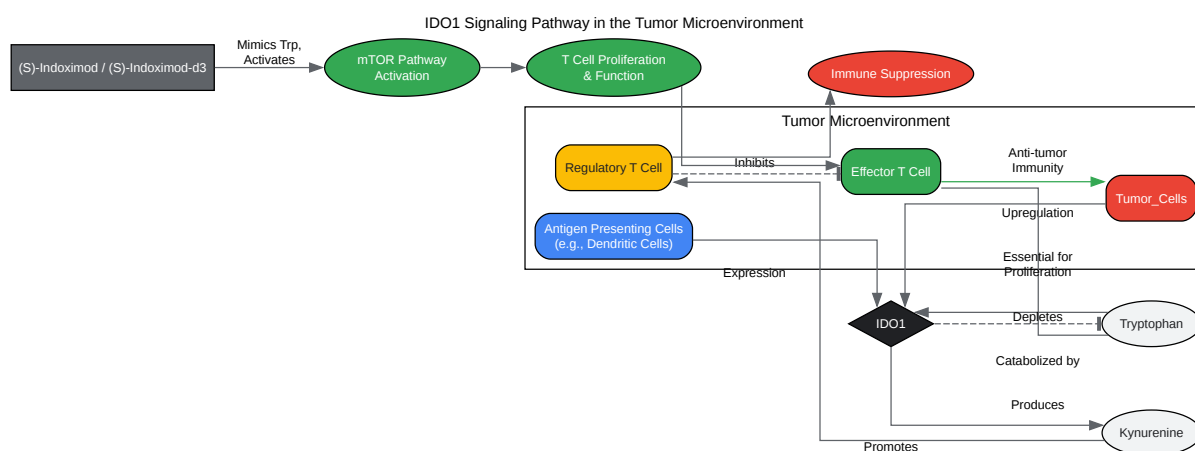 IDO1 Signaling Pathway in the Tumor Microenvironment
(S)-Indoximod / (S)-Indoximod-d3
Mimics Trp,
Activates
mTOR Pathway
Activation
T Cell Proliferation
& Function
Immune Suppression
Tumor Microenvironment
Regulatory T Cell
Inhibits
Effector T Cell
Anti-tumor
Immunity
Tumor_Cells
Upregulation
Antigen Presenting Cells
(e.g., Dendritic Cells)
Expression
Essential for
Proliferation
IDO1
Depletes
Tryptophan
Catabolized by
Produces
Kynurenine
Promotes